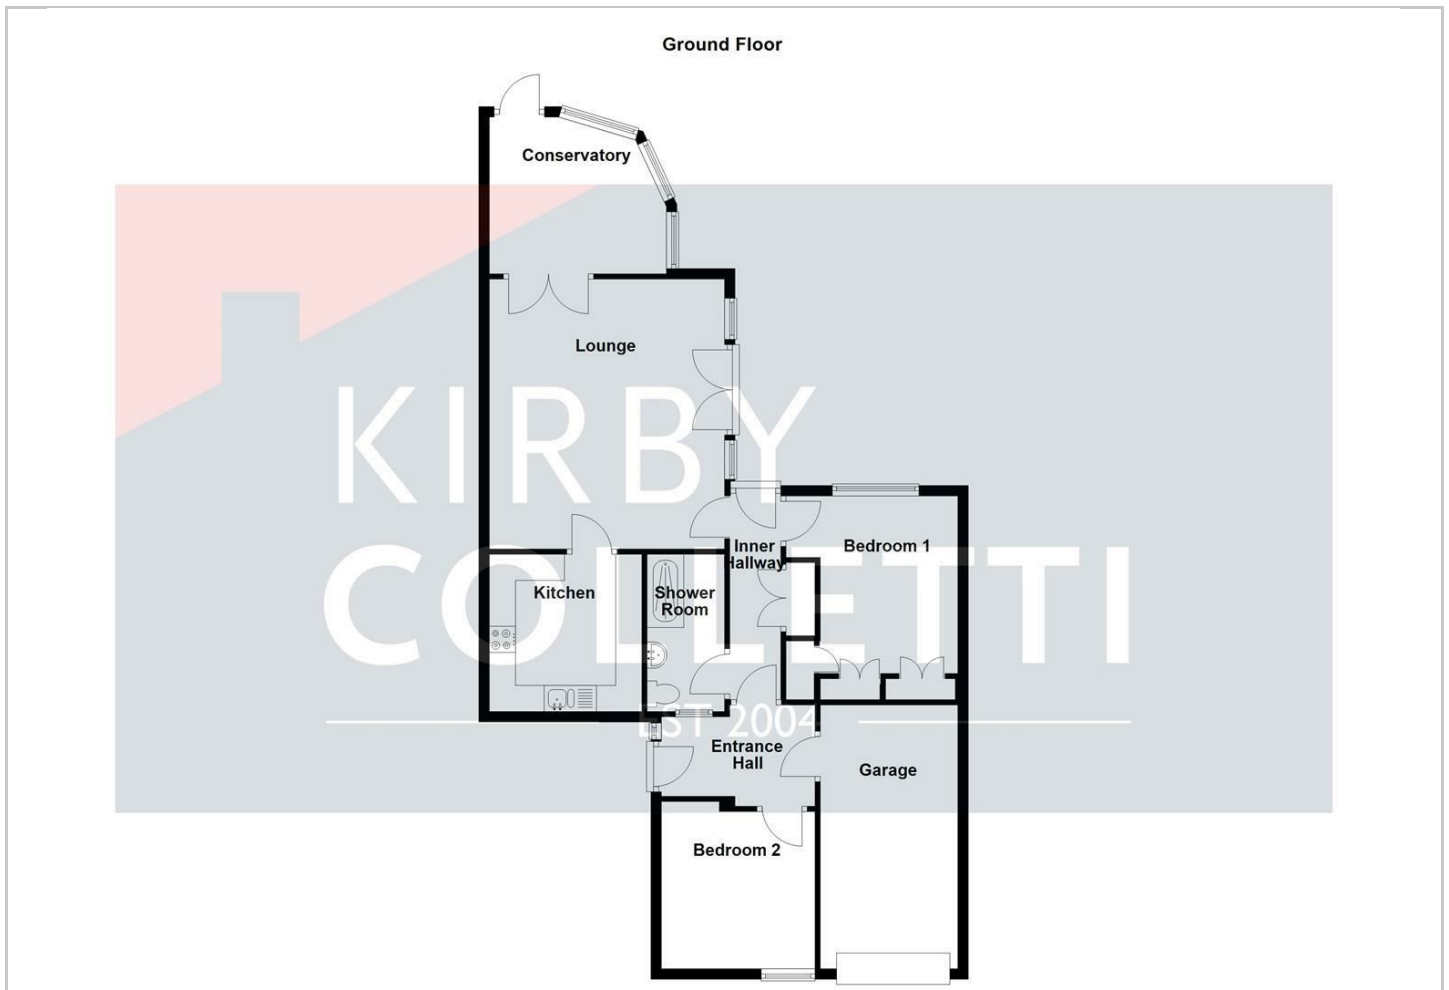 Ground Floor
Conservatory
Lounge
KIRBY
Inner
Hallway
Bedroom 1
Kitchen
Shower
Room
COLLETTI
EST 2004
Entrance
Hall
Garage
Bedroom 2